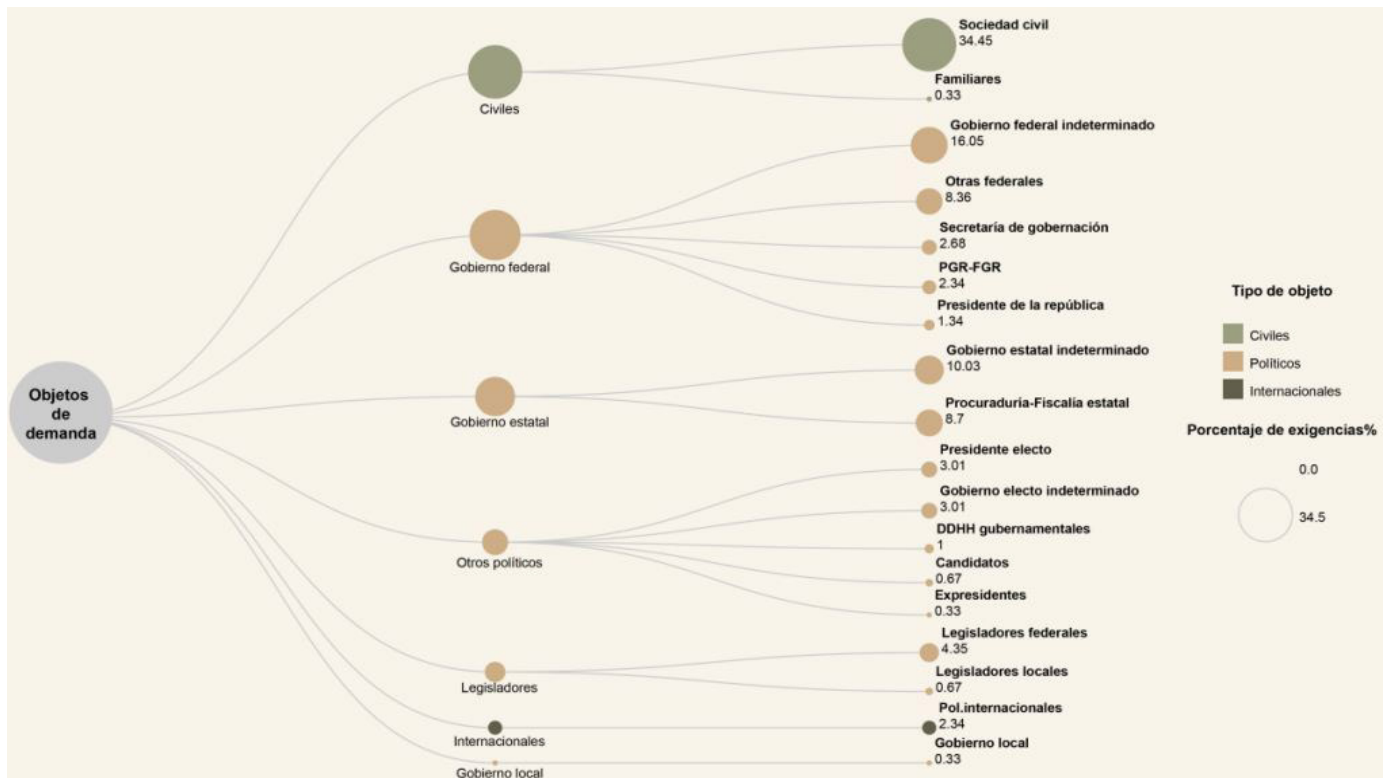 Sociedad civil
34.45
Familiares
0.33
Civiles
Gobierno federal indeterminado
16.05
Otras federales
8.36
Secretaría de gobernación
2.68
Gobierno federal
PGR-FGR
2.34
Presidente de la república
1.34
Tipo de objeto
Civiles
Políticos
Internacionales
Gobierno estatal indeterminado
10.03
Procuraduria-Fiscalía estatal
8.7
Gobierno estatal
Objetos
de
demanda
Porcentaje de exigencias%
0.0
34.5
Presidente electo
3.01
Gobierno electo indeterminado
3.01
DDHH gubernamentales
1
Otros políticos
Candidatos
0.67
Expresidentes
0.33
Legisladores federales
4.35
Legisladores locales
0.67
Legisladores
Pol.internacionales
2.34
Internacionales
Gobierno local
0.33
Gobierno local